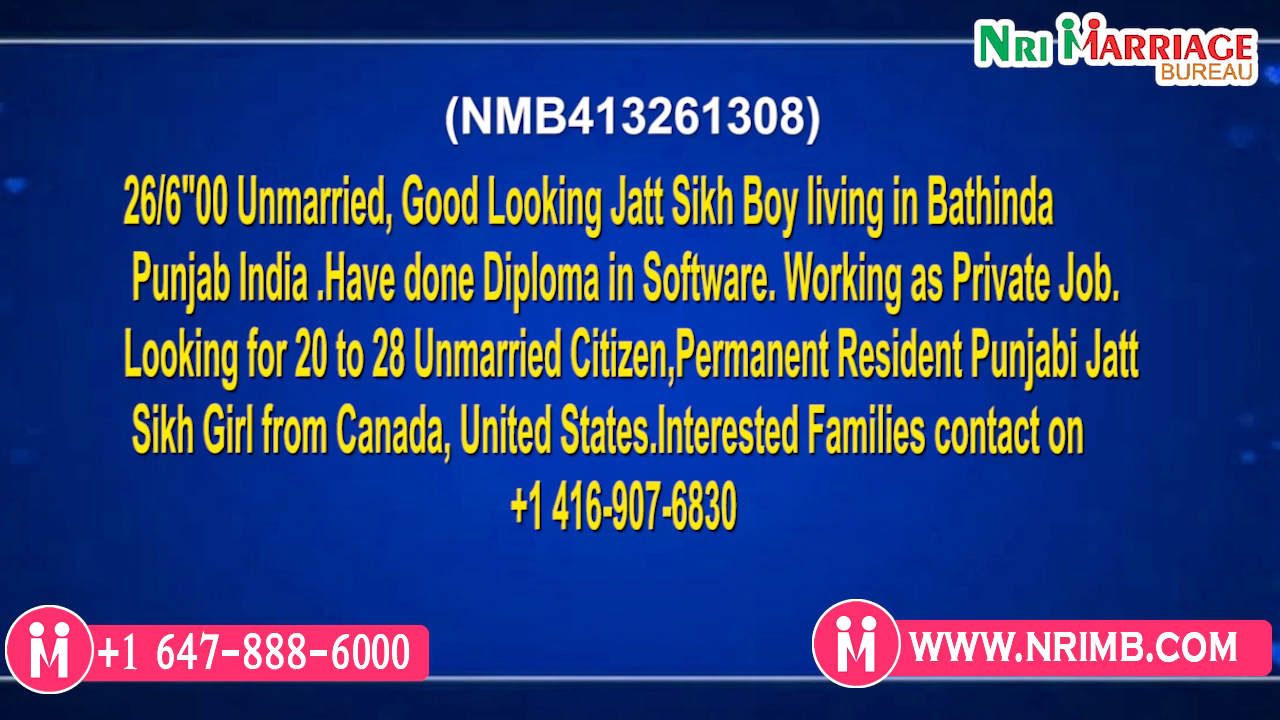 NRI MARRIAGE
BUREAU
(NMB413261308)
26/6"00 Unmarried, Good Looking Jatt Sikh Boy living in Bathinda
Punjab India .Have done Diploma in Software. Working as Private Job.
Looking for 20 to 28 Unmarried Citizen,Permanent Resident Punjabi Jatt
Sikh Girl from Canada, United States.Interested Families contact on
+1 416-907-6830
+1 647-888-6000
WWW.NRIMB.COM